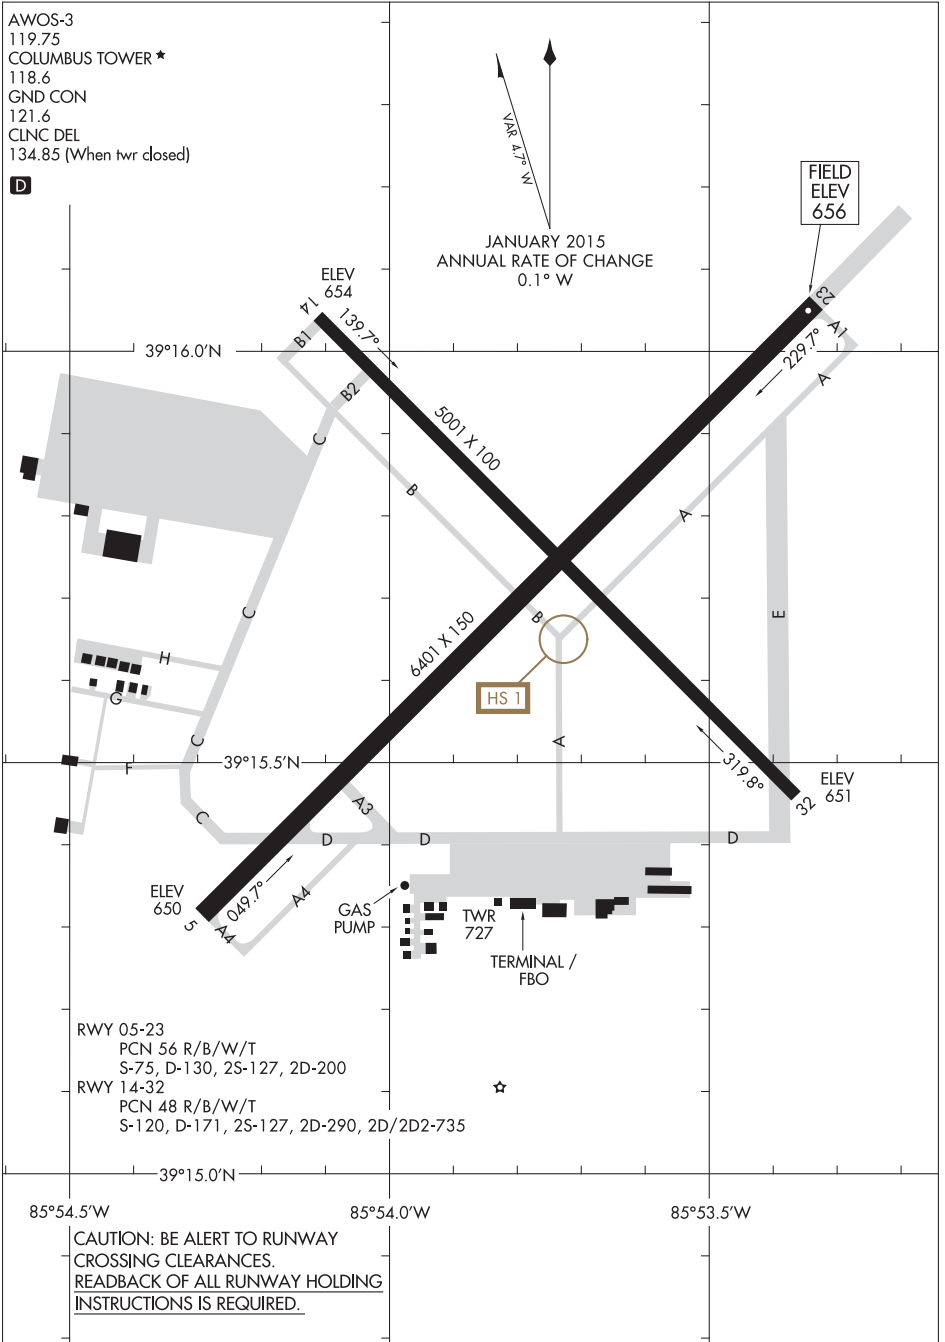 AWOS-3
119.75
COLUMBUS TOWER ★
118.6
GND CON
121.6
CLNC DEL
134.85 (When twr closed)
D
VAR 4.7° W
JANUARY 2015
ANNUAL RATE OF CHANGE
0.1° W
FIELD
ELEV
656
ELEV
654
14
139.7°
23
229.7°
A1
A
B1
39°16.0'N
B2
C
5001 X 100
B
A
C
B
E
6401 X 150
H
HS 1
G
C
A
F
39°15.5'N
319.8°
32
ELEV
651
C
A3
D
D
D
ELEV
650
5
049.7°
A4
A4
GAS
PUMP
TWR
727
TERMINAL /
FBO
RWY 05-23
PCN 56 R/B/W/T
S-75, D-130, 2S-127, 2D-200
RWY 14-32
PCN 48 R/B/W/T
S-120, D-171, 2S-127, 2D-290, 2D/2D2-735
39°15.0'N
85°54.5'W
85°54.0'W
85°53.5'W
CAUTION: BE ALERT TO RUNWAY
CROSSING CLEARANCES.
READBACK OF ALL RUNWAY HOLDING
INSTRUCTIONS IS REQUIRED.